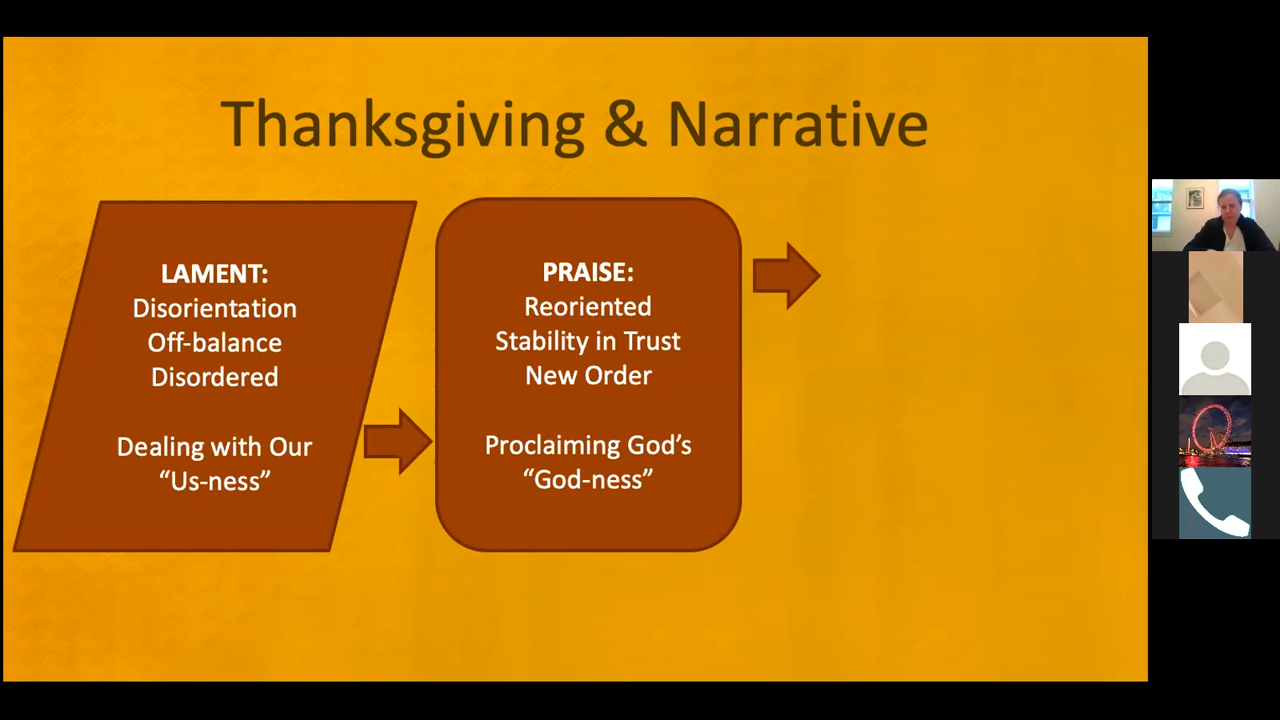 Thanksgiving & Narrative
LAMENT:
Disorientation
Off-balance
Disordered
Dealing with Our
“Us-ness”
PRAISE:
Reoriented
Stability in Trust
New Order
Proclaiming God’s
“God-ness”